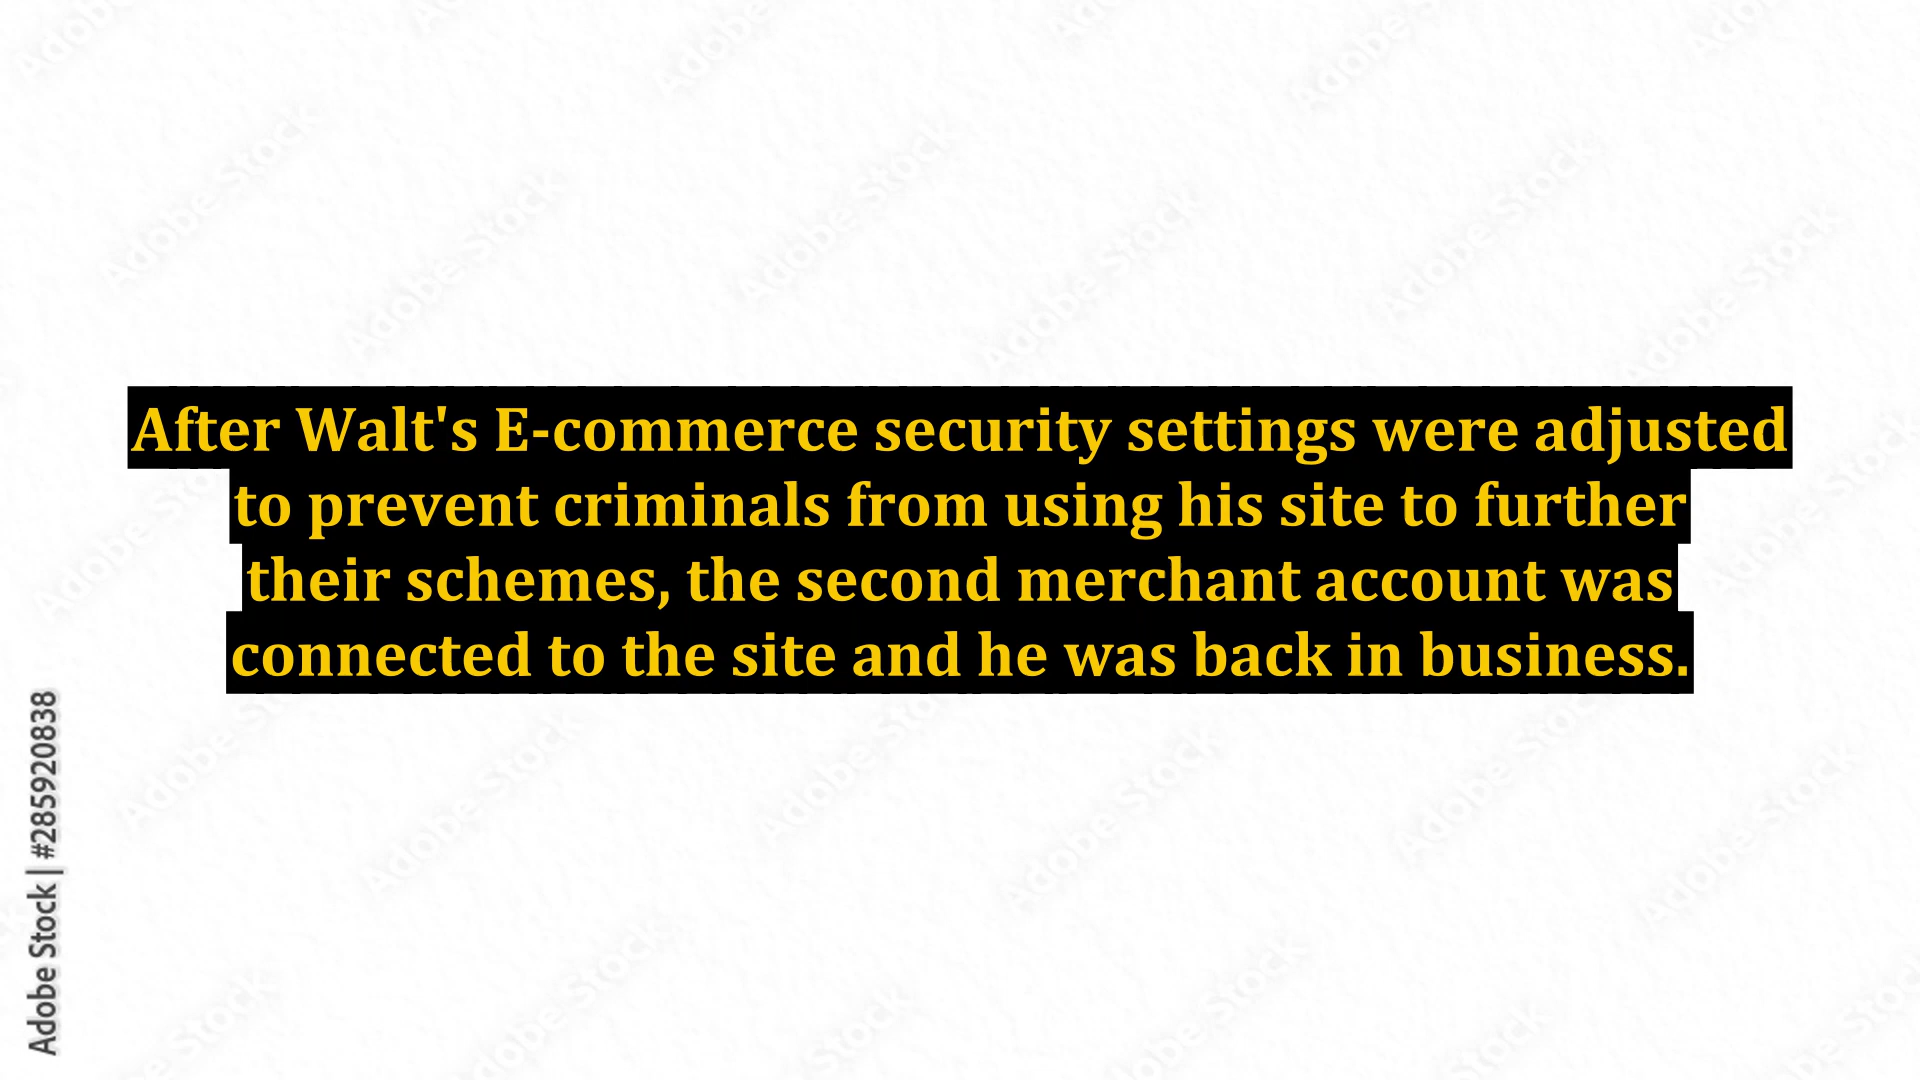 After Walt's E-commerce security settings were adjusted
to prevent criminals from using his site to further
their schemes, the second merchant account was
connected to the site and he was back in business.
Adobe Stock | #285920838